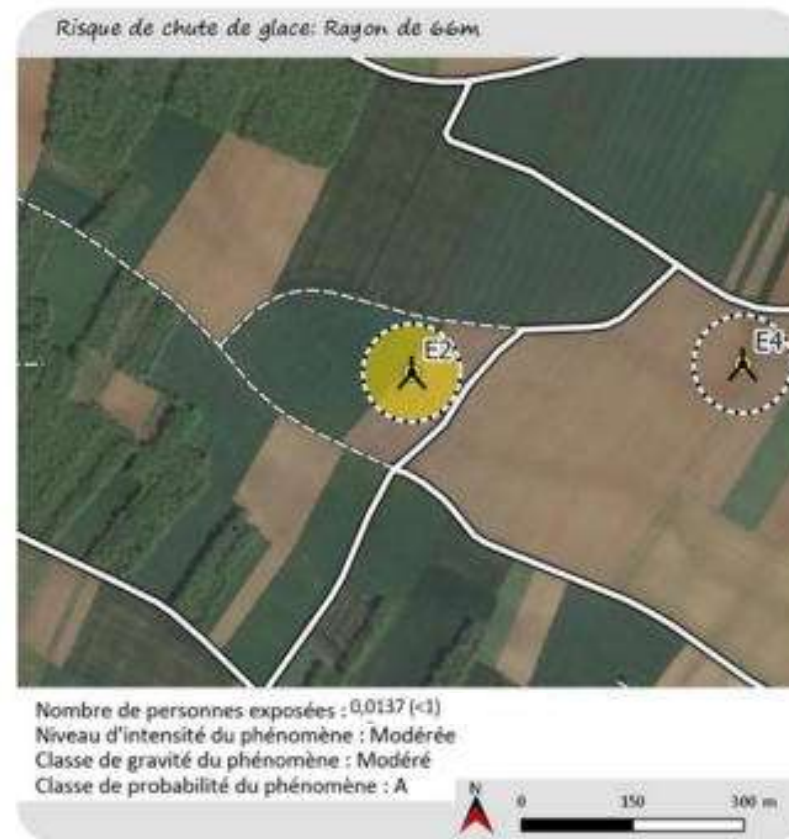 Risque de chute de glace: Rayon de 66m
E2
E4
Nombre de personnes exposées : 0,0137 (<1)
Niveau d'intensité du phénomène : Modérée
Classe de gravité du phénomène : Modéré
Classe de probabilité du phénomène : A
N
0 150 300 m